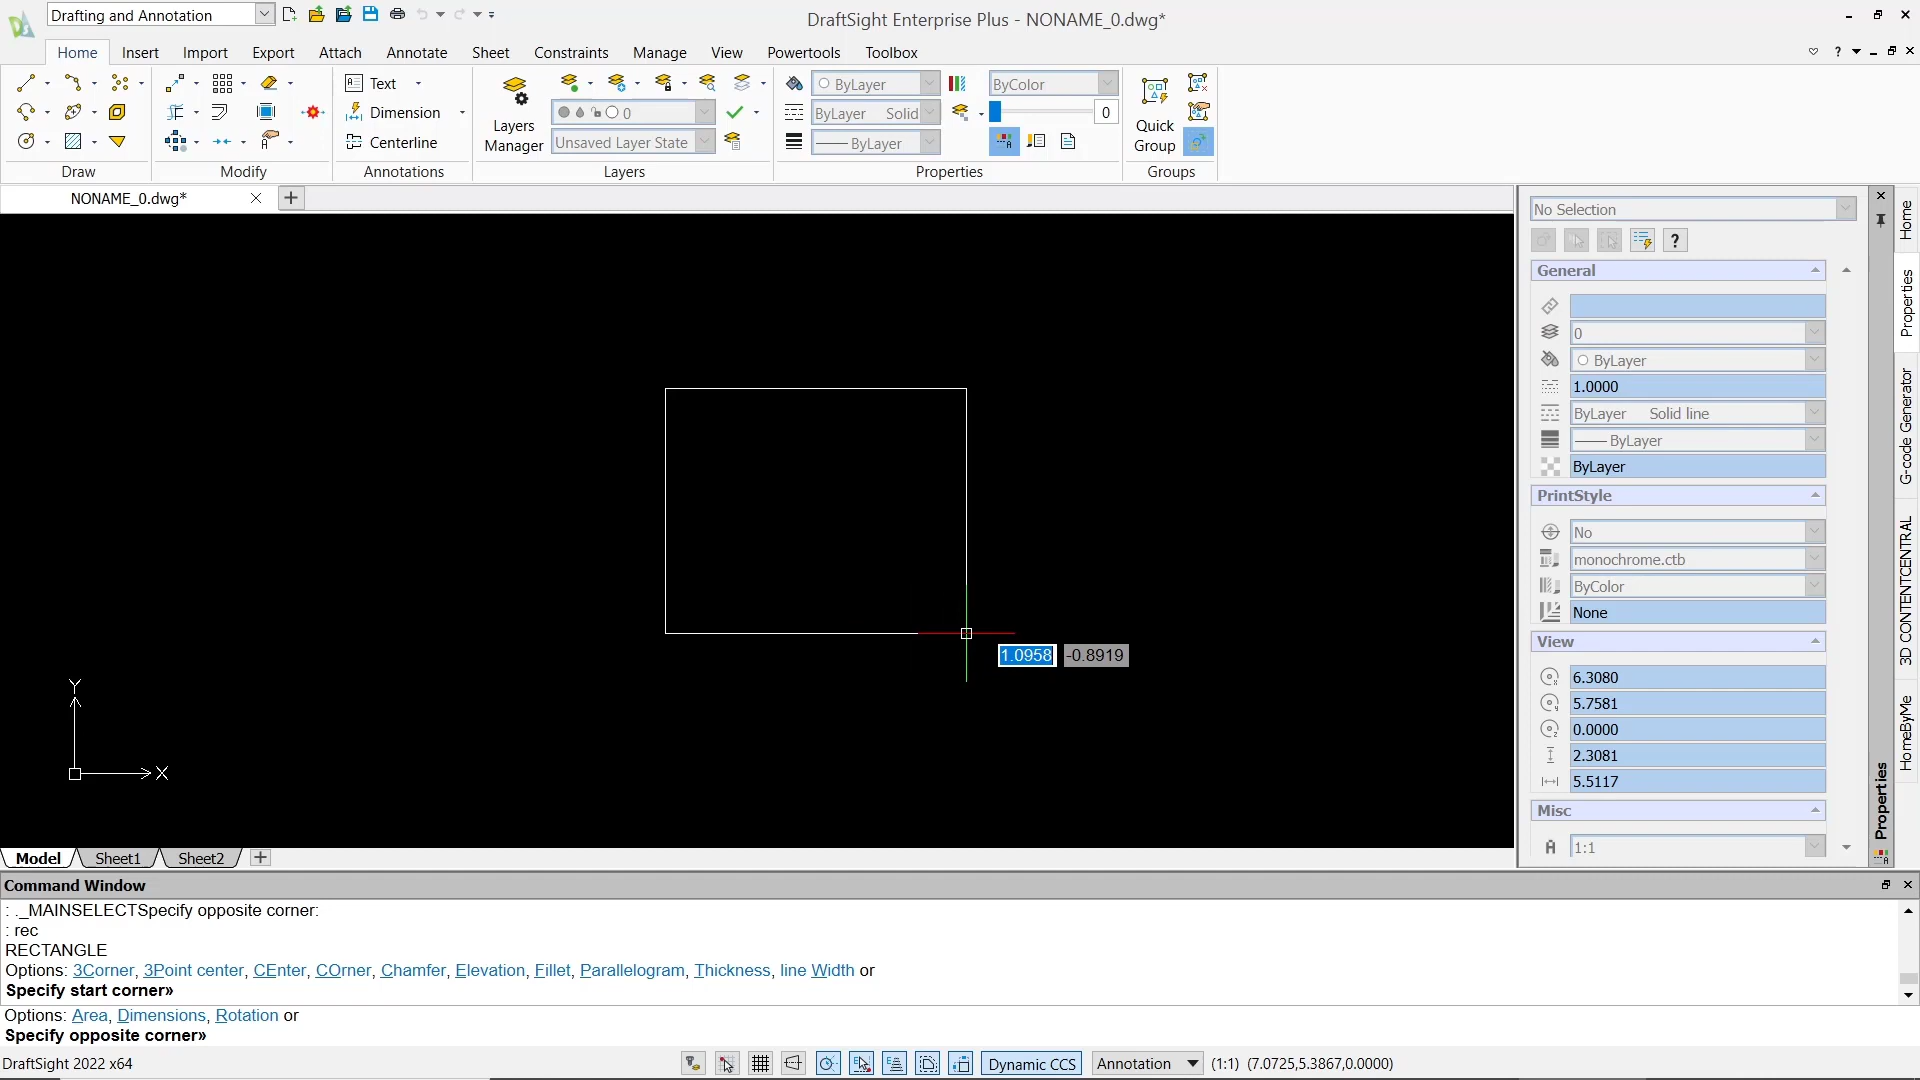 Drafting and Annotation
DraftSight Enterprise Plus - NONAME_0.dwg*
Home Insert Import Export Attach Annotate Sheet Constraints Manage View Powertools Toolbox
Text
Dimension
Centerline
Layers
Manager
0
Unsaved Layer State
ByLayer
ByLayer Solid
ByLayer
ByColor
0
Quick
Group
Draw Modify Annotations Layers Properties Groups
NONAME_0.dwg*
1.0958 -0.8919
Y
X
No Selection
General
0
ByLayer
1.0000
ByLayer Solid line
ByLayer
ByLayer
PrintStyle
No
monochrome.ctb
ByColor
None
View
6.3080
5.7581
0.0000
2.3081
5.5117
Misc
1:1
Properties
Home
Properties
G-code Generator
3D CONTENTCENTRAL
HomeByMe
Model Sheet1 Sheet2
Command Window
: ._MAINSELECTSpecify opposite corner:
: rec
RECTANGLE
Options: 3Corner, 3Point center, CEnter, COrner, Chamfer, Elevation, Fillet, Parallelogram, Thickness, line Width or
Specify start corner»
Options: Area, Dimensions, Rotation or
Specify opposite corner»
DraftSight 2022 x64
Dynamic CCS
Annotation
(1:1) (7.0725,5.3867,0.0000)